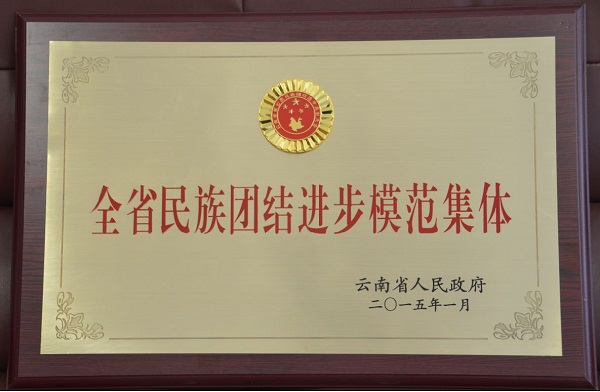 全省民族团结进步模范集体
云南省人民政府
二〇一五年一月